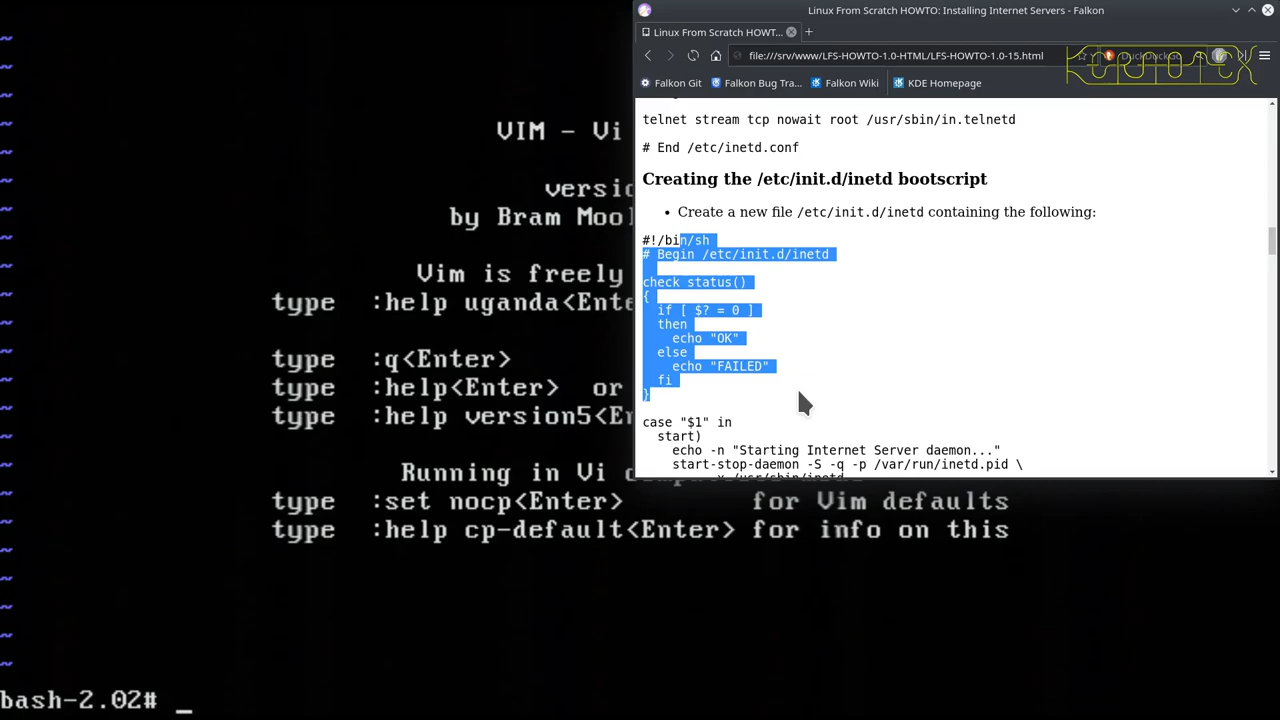 ~
VIM - Vi
versio
by Bram Mool
Vim is freely
type :help uganda<Ente
type :q<Enter>
type :help<Enter> or
type :help version5<En
Running in Vi
type :set nocp<Enter> for Vim defaults
type :help cp-default<Enter> for info on this
bash-2.02# _
Linux From Scratch HOWTO: Installing Internet Servers - Falkon
Linux From Scratch HOWT...
file:///srv/www/LFS-HOWTO-1.0-HTML/LFS-HOWTO-1.0-15.html
Falkon Git Falkon Bug Tra... Falkon Wiki KDE Homepage
telnet stream tcp nowait root /usr/sbin/in.telnetd
# End /etc/inetd.conf
Creating the /etc/init.d/inetd bootscript
• Create a new file /etc/init.d/inetd containing the following:
#!/bin/sh
# Begin /etc/init.d/inetd
check status()
{
if [ $? = 0 ]
then
echo "OK"
else
echo "FAILED"
fi
}
case "$1" in
start)
echo -n "Starting Internet Server daemon..."
start-stop-daemon -S -q -p /var/run/inetd.pid \